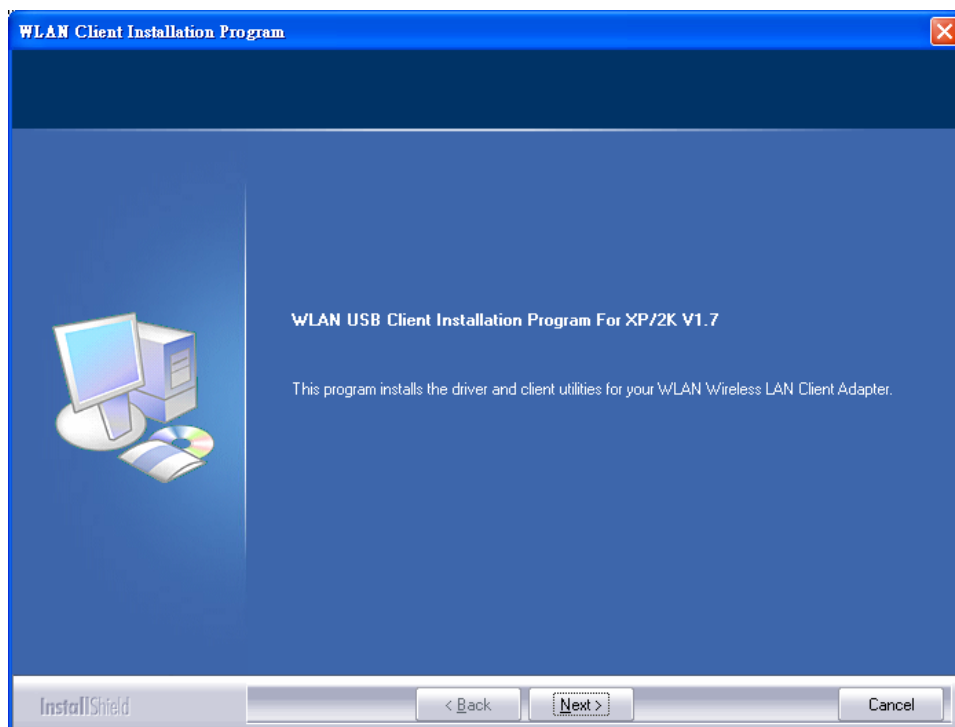 WLAN Client Installation Program
WLAN USB Client Installation Program For XP/2K V1.7
This program installs the driver and client utilities for your WLAN Wireless LAN Client Adapter.
InstallShield
< Back
Next >
Cancel